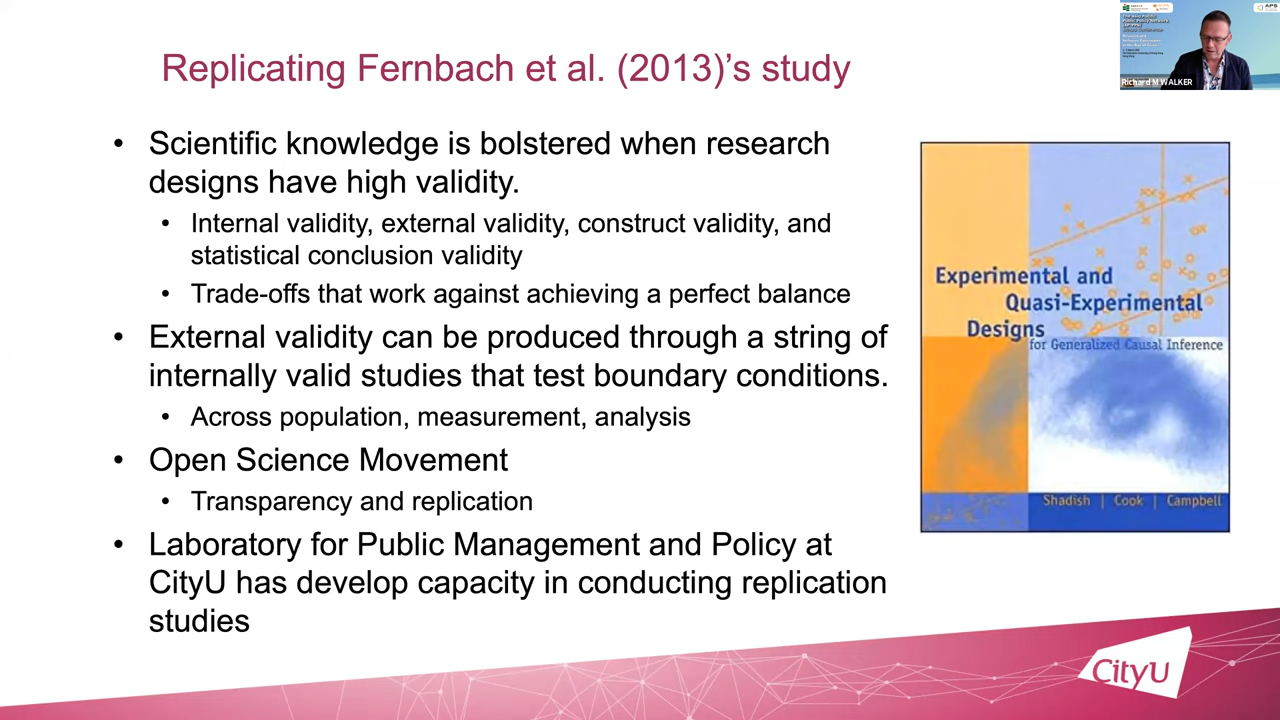 Replicating Fernbach et al. (2013)’s study
• Scientific knowledge is bolstered when research
designs have high validity.
• Internal validity, external validity, construct validity, and
statistical conclusion validity
• Trade-offs that work against achieving a perfect balance
• External validity can be produced through a string of
internally valid studies that test boundary conditions.
• Across population, measurement, analysis
• Open Science Movement
• Transparency and replication
• Laboratory for Public Management and Policy at
CityU has develop capacity in conducting replication
studies
Experimental and
Quasi-Experimental
Designs
for Generalized Causal Inference
Shadish | Cook | Campbell
Richard M WALKER
APS
CityU